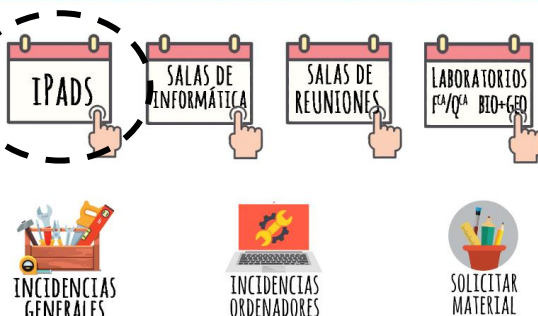 iPADS
SALAS DE
INFORMÁTICA
SALAS DE
REUNIONES
LABORATORIOS
FCA/QCA BIO+GEO
INCIDENCIAS
GENERALES
INCIDENCIAS
ORDENADORES
SOLICITAR
MATERIAL